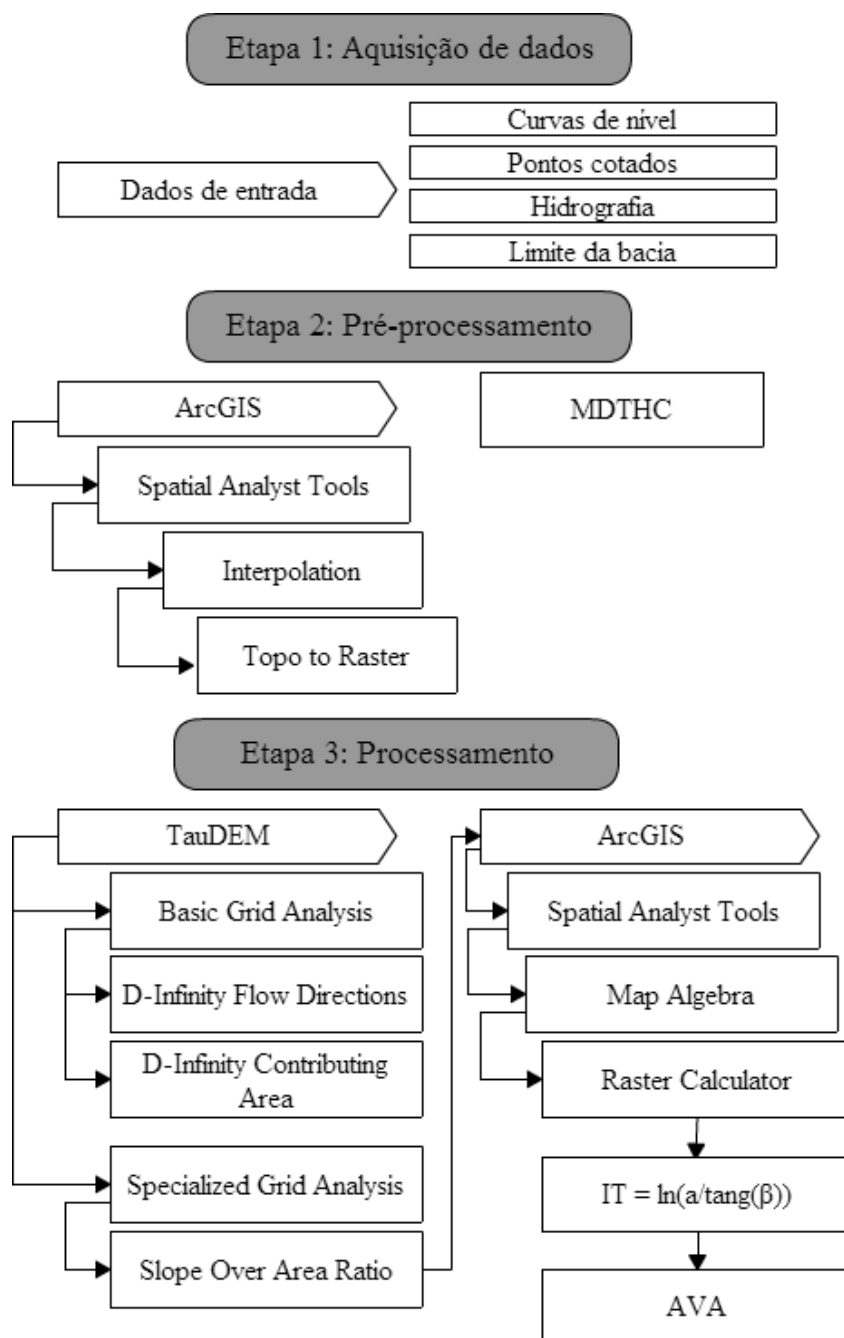 Etapa 1: Aquisição de dados
Dados de entrada
Curvas de nível
Pontos cotados
Hidrografia
Limite da bacia
Etapa 2: Pré-processamento
ArcGIS
MDTHC
Spatial Analyst Tools
Interpolation
Topo to Raster
Etapa 3: Processamento
TauDEM
Basic Grid Analysis
D-Infinity Flow Directions
D-Infinity Contributing
Area
Specialized Grid Analysis
Slope Over Area Ratio
ArcGIS
Spatial Analyst Tools
Map Algebra
Raster Calculator
IT = ln(a/tang(β))
AVA